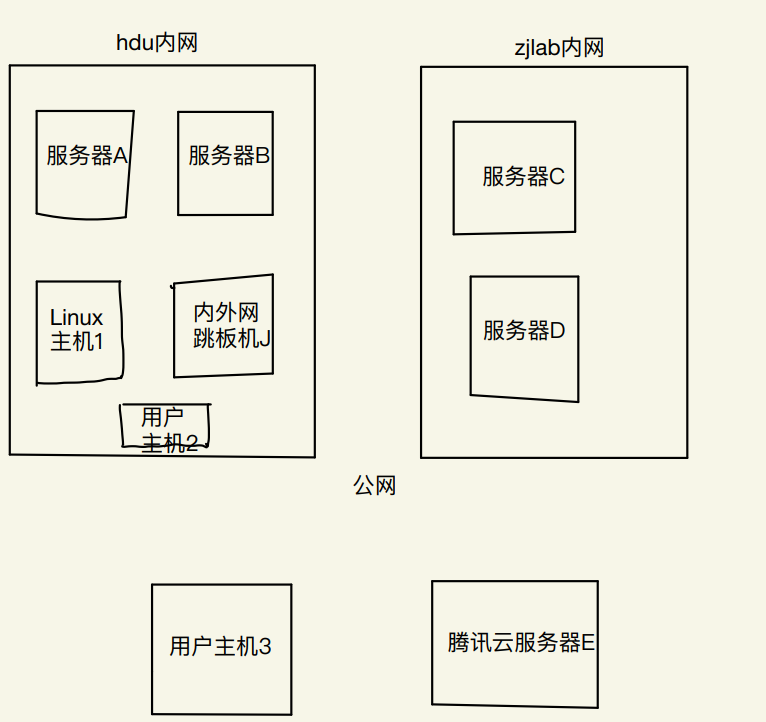 hdu内网
zjlab内网
服务器A
服务器B
服务器C
Linux
主机1
内外网
跳板机J
服务器D
用户
主机2
公网
用户主机3
腾讯云服务器E